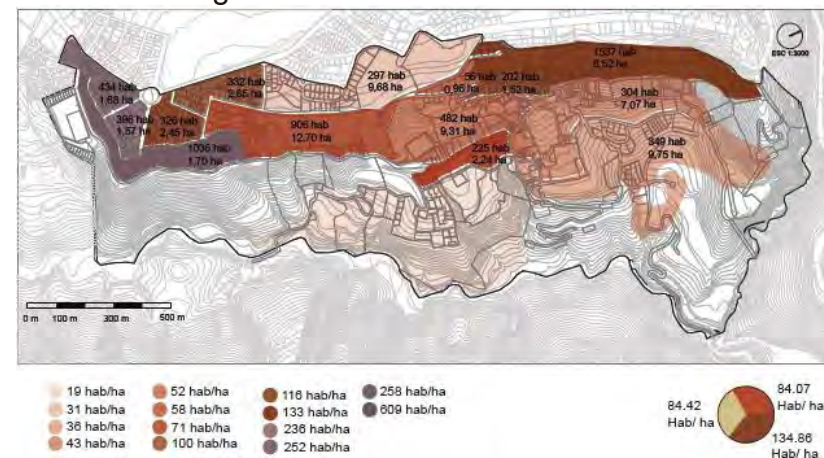 ESC 1:3000
434 hab
1,68 ha
396 hab
1,57 ha
326 hab
2,45 ha
332 hab
2,65 ha
297 hab
9,68 ha
906 hab
12,70 ha
1,70 ha
56 hab
0,96 ha
202 hab
1,52 ha
482 hab
9,31 ha
225 hab
2,24 ha
1537 hab
304 hab
7,07 ha
349 hab
9,75 ha
0 m 100 m 300 m 500 m
19 hab/ha
31 hab/ha
36 hab/ha
43 hab/ha
52 hab/ha
58 hab/ha
71 hab/ha
100 hab/ha
116 hab/ha
133 hab/ha
236 hab/ha
252 hab/ha
258 hab/ha
609 hab/ha
84.42
Hab/ ha
84.07
Hab/ ha
134.86
Hab/ ha